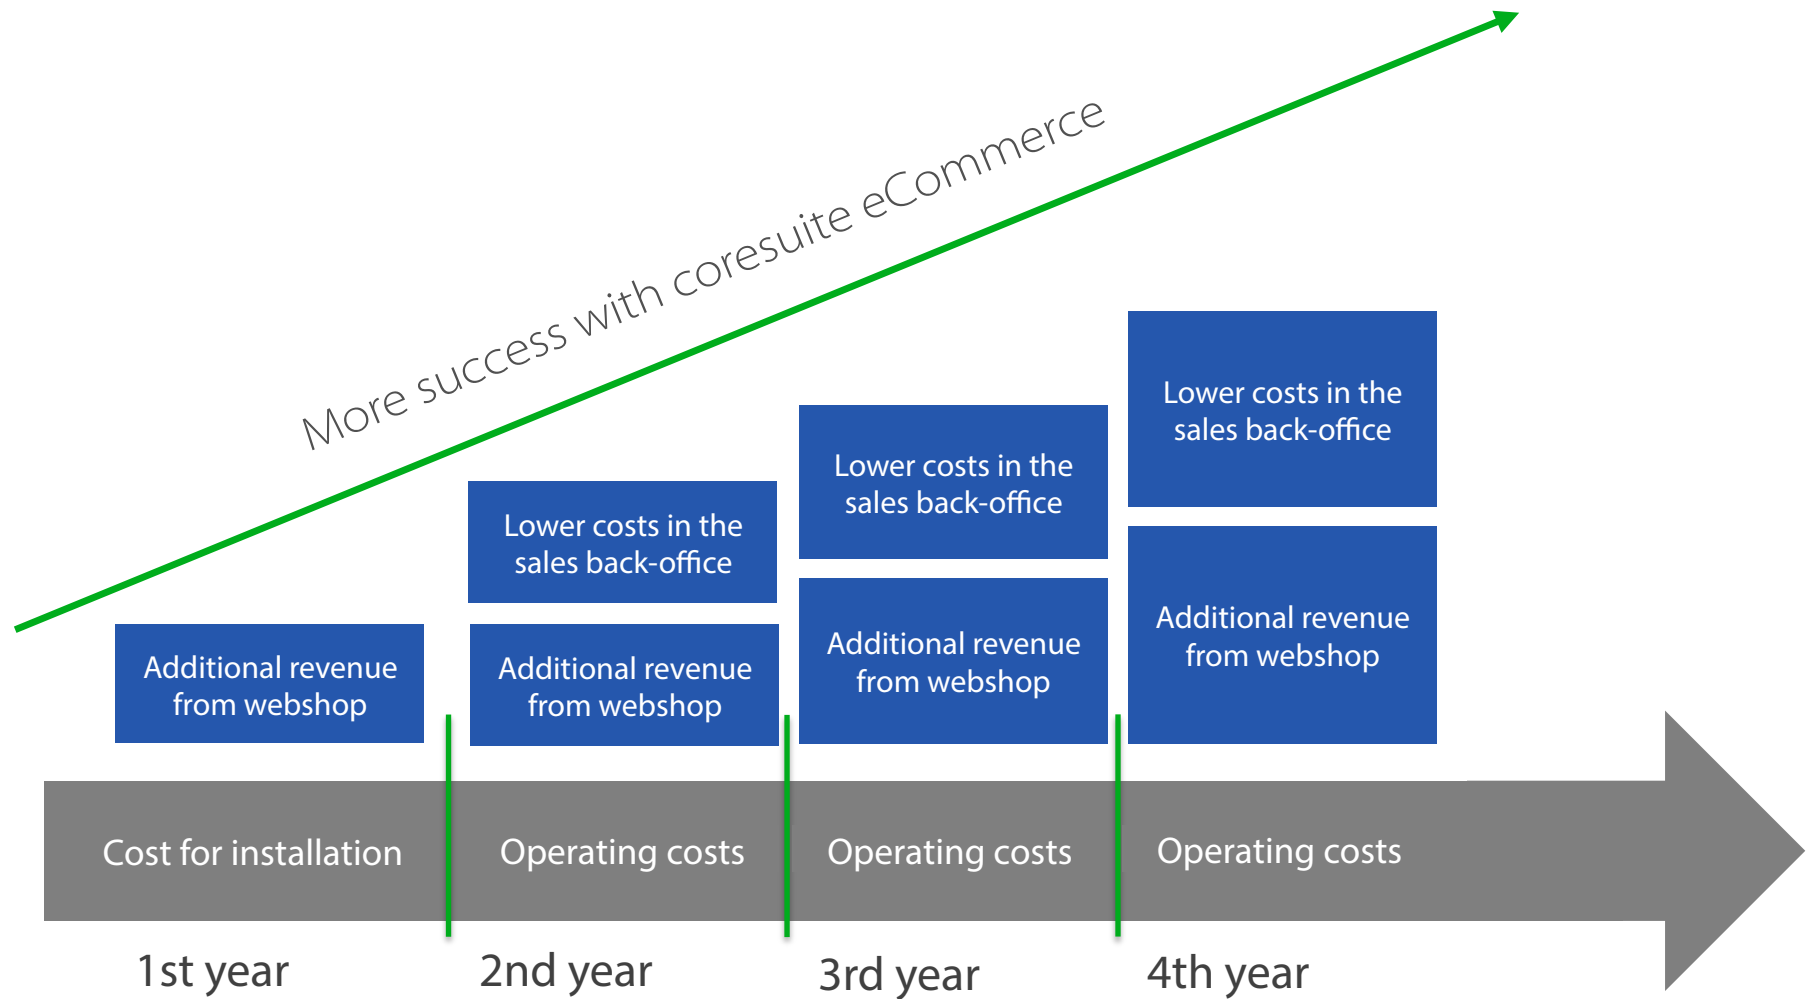 More success with coresuite eCommerce
Lower costs in the
sales back-office
Lower costs in the
sales back-office
Lower costs in the
sales back-office
Additional revenue
from webshop
Additional revenue
from webshop
Additional revenue
from webshop
Additional revenue
from webshop
Cost for installation
Operating costs
Operating costs
Operating costs
1st year
2nd year
3rd year
4th year